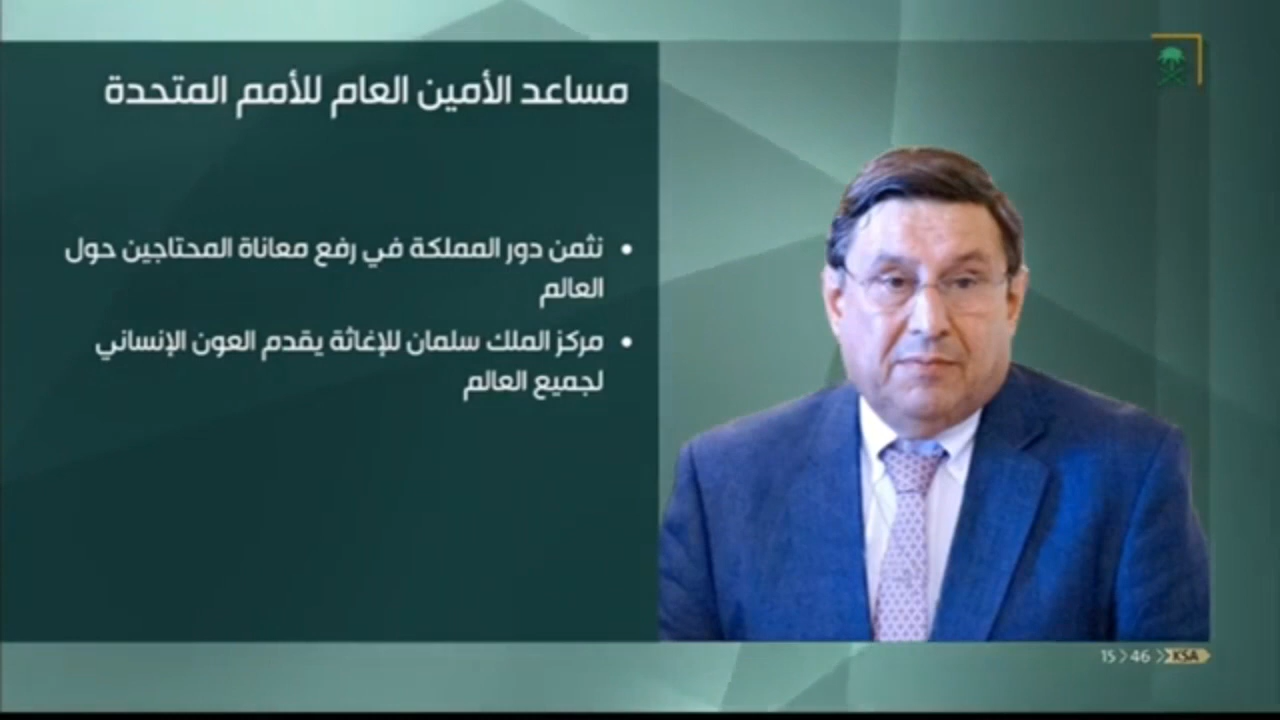 مساعد الأمين العام للأمم المتحدة
• نثمن دور المملكة في رفع معاناة المحتاجين حول
العالم
• مركز الملك سلمان للإغاثة يقدم العون الإنساني
لجميع العالم
15>46 >> KSA